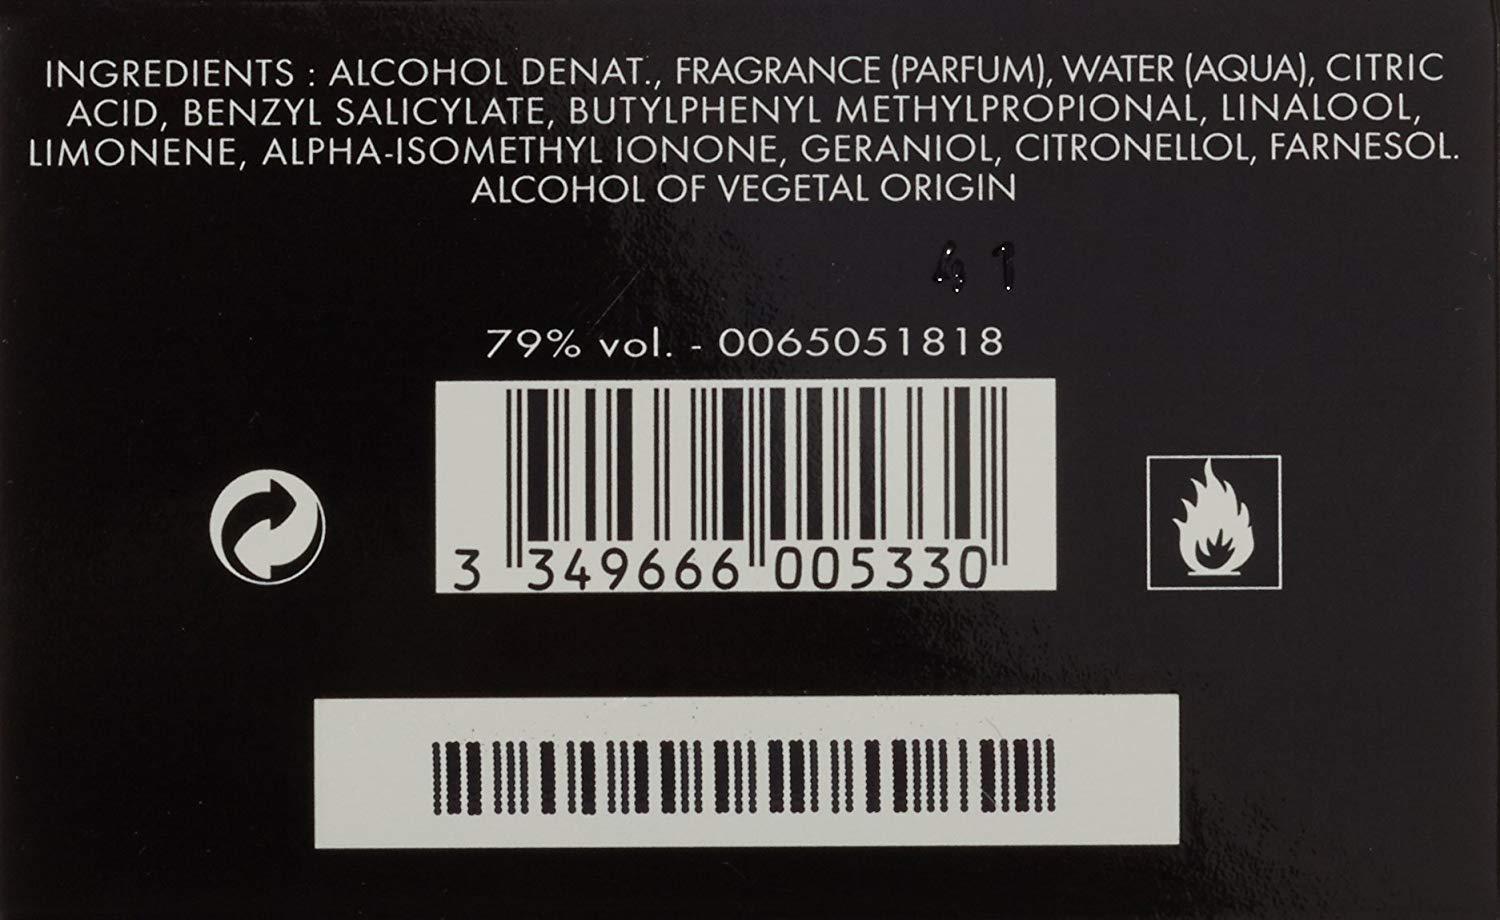 INGREDIENTS : ALCOHOL DENAT., FRAGRANCE (PARFUM), WATER (AQUA), CITRIC
ACID, BENZYL SALICYLATE, BUTYLPHENYL METHYLPROPIONAL, LINALOOL,
LIMONENE, ALPHA-ISOMETHYL IONONE, GERANIOL, CITRONELLOL, FARNESOL.
ALCOHOL OF VEGETAL ORIGIN
41
79% vol. - 0065051818
3 349666 005330